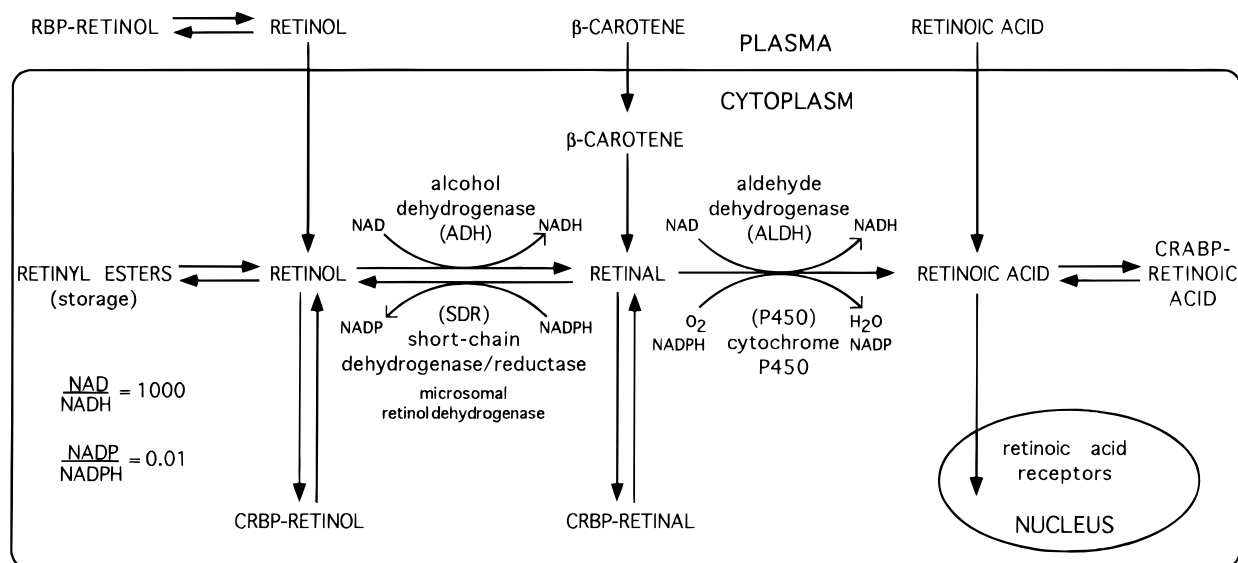 RBP-RETINOL
RETINOL
β-CAROTENE
PLASMA
RETINOIC ACID
CYTOPLASM
β-CAROTENE
alcohol
dehydrogenase
(ADH)
NAD
NADH
aldehyde
dehydrogenase
(ALDH)
NAD
NADH
RETINYL ESTERS
(storage)
RETINOL
RETINAL
RETINOIC ACID
CRABP-
RETINOIC
ACID
NADP
NADPH
(SDR)
short-chain
dehydrogenase/reductase
microsomal
retinol dehydrogenase
O2
NADPH
(P450)
cytochrome
P450
H2O
NADP
NAD
NADH
= 1000
NADP
NADPH
= 0.01
retinoic acid
receptors
NUCLEUS
CRBP-RETINOL
CRBP-RETINAL